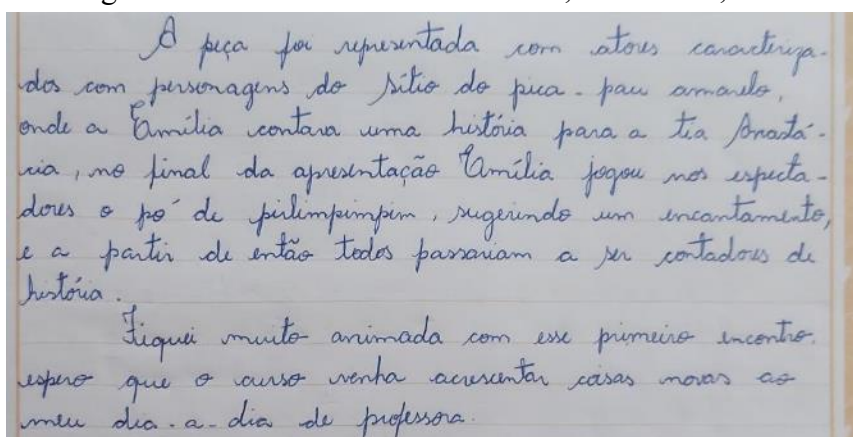 A peça foi representada com atores caracteriza-
dos com personagens do sítio do pica-pau amarelo,
onde a Emília contara uma história para a tia Anastá-
cia, no final da apresentação Emília jogou nos especta-
dores o pó de pirlimpimpim, sugerindo um encantamento,
e a partir de então todos passariam a ser contadores de
história.
Fiquei muito animada com esse primeiro encontro.
espero que o curso venha acrescentar coisas novas ao
meu dia-a-dia de professora.